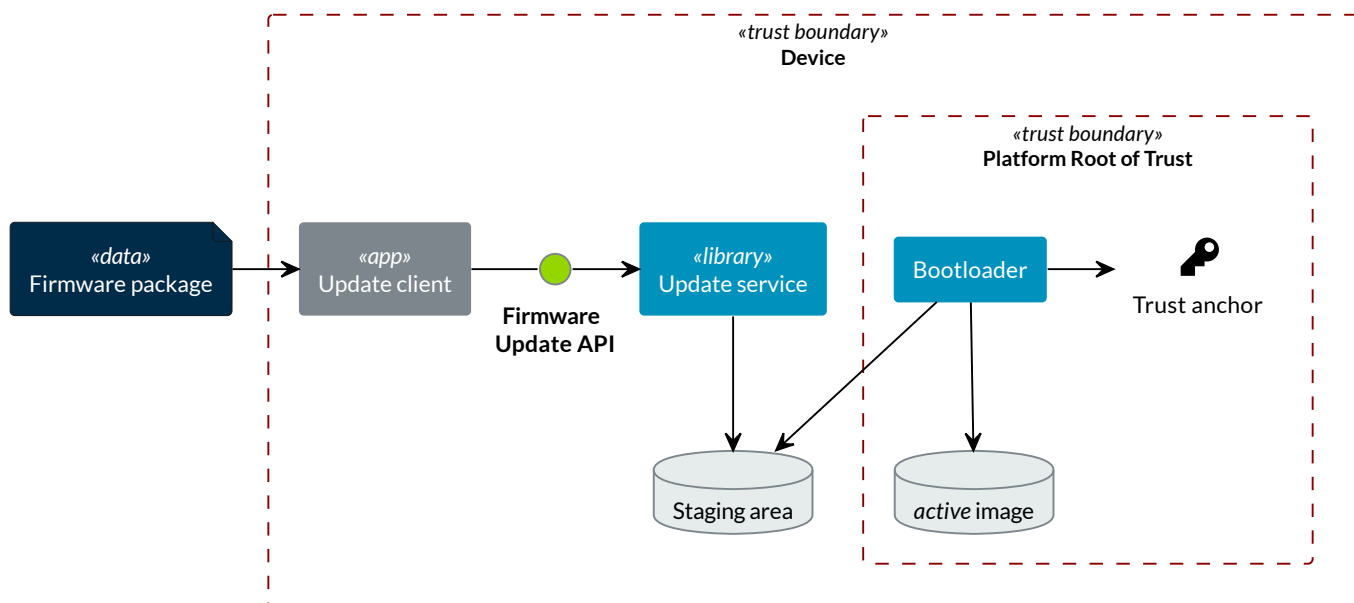 «trust boundary»
Device
«trust boundary»
Platform Root of Trust
«data»
Firmware package
«app»
Update client
Firmware
Update API
«library»
Update service
Bootloader
Trust anchor
Staging area
active image